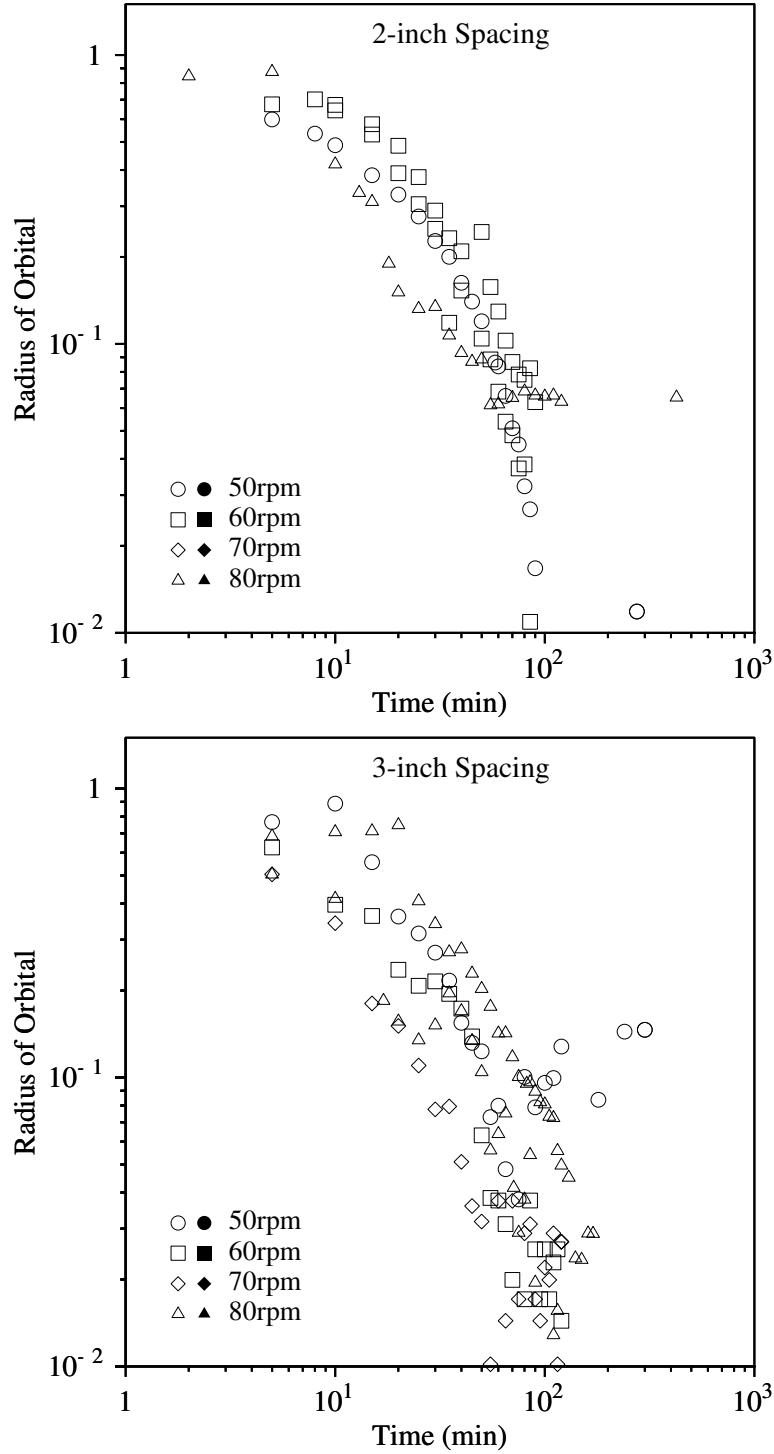 2-inch Spacing
1
10⁻¹
10⁻²
Radius of Orbital
50rpm
60rpm
70rpm
80rpm
1
10¹
10²
10³
Time (min)
3-inch Spacing
1
10⁻¹
10⁻²
Radius of Orbital
50rpm
60rpm
70rpm
80rpm
1
10¹
10²
10³
Time (min)